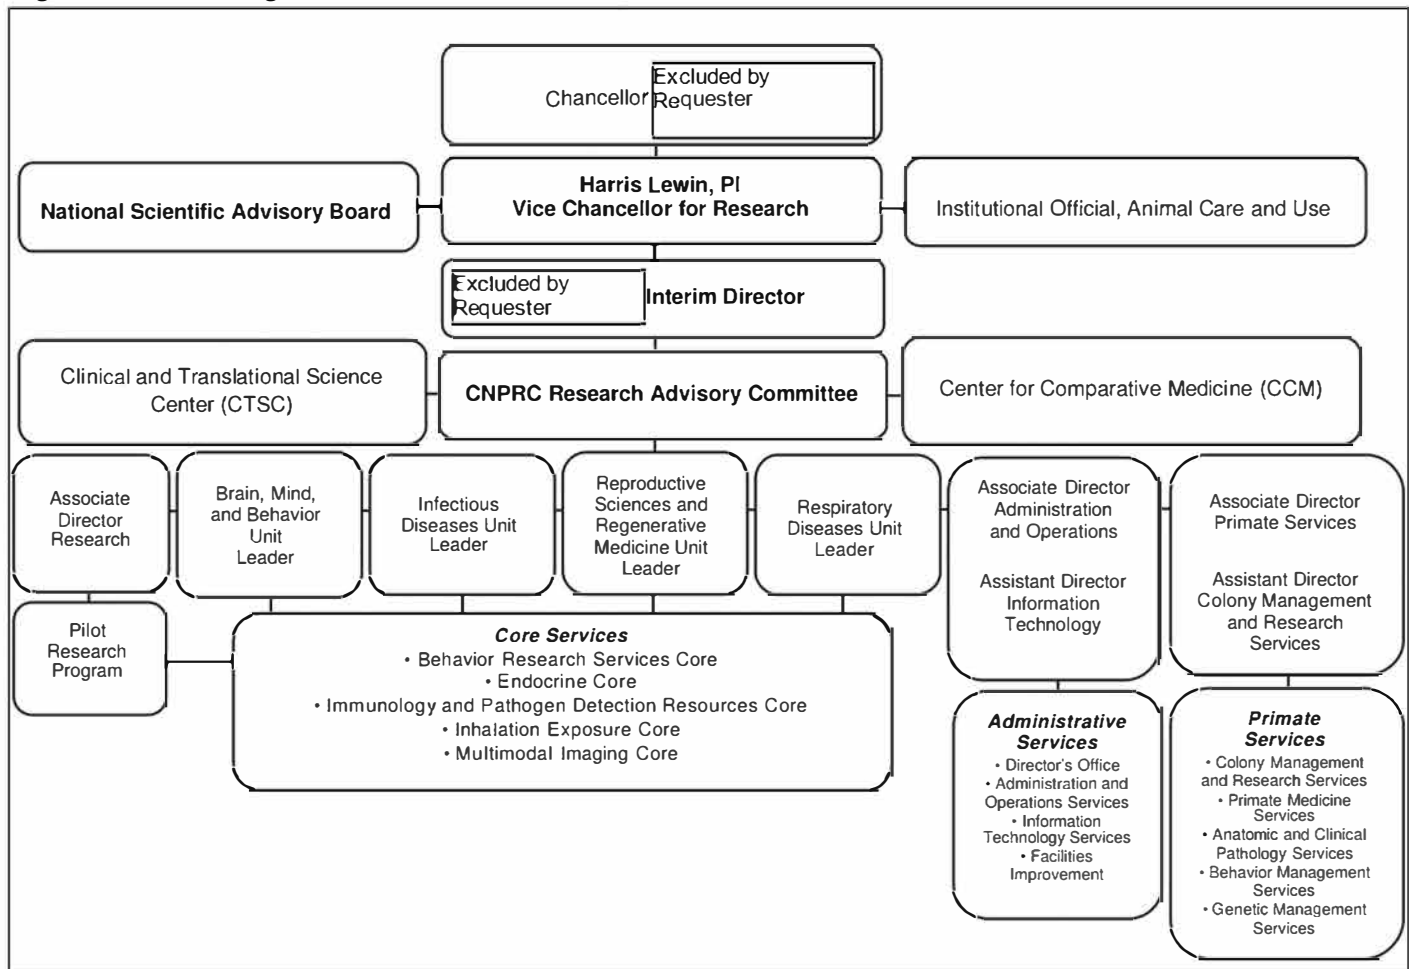 Chancellor
Excluded by
Requester
National Scientific Advisory Board
Harris Lewin, PI
Vice Chancellor for Research
Institutional Official, Animal Care and Use
Excluded by
Requester
Interim Director
Clinical and Translational Science
Center (CTSC)
CNPRC Research Advisory Committee
Center for Comparative Medicine (CCM)
Associate
Director
Research
Brain, Mind,
and Behavior
Unit
Leader
Infectious
Diseases Unit
Leader
Reproductive
Sciences and
Regenerative
Medicine Unit
Leader
Respiratory
Diseases Unit
Leader
Associate Director
Administration
and Operations
Assistant Director
Information
Technology
Associate Director
Primate Services
Assistant Director
Colony Management
and Research
Services
Pilot
Research
Program
Core Services
• Behavior Research Services Core
• Endocrine Core
• Immunology and Pathogen Detection Resources Core
• Inhalation Exposure Core
• Multimodal Imaging Core
Administrative
Services
• Director's Office
• Administration and
Operations Services
• Information
Technology Services
• Facilities
Improvement
Primate
Services
• Colony Management
and Research Services
• Primate Medicine
Services
• Anatomic and Clinical
Pathology Services
• Behavior Management
Services
• Genetic Management
Services